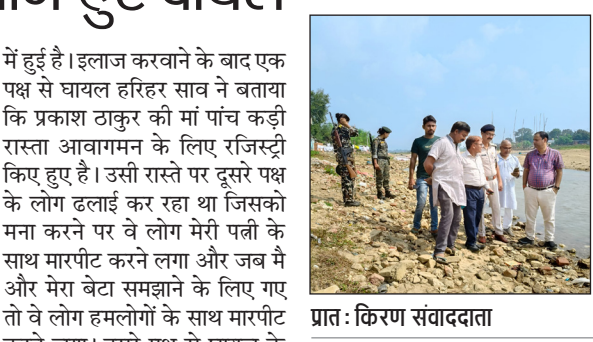 में हुई है। इलाज करवाने के बाद एक
पक्ष से घायल हरिहर साव ने बताया
कि प्रकाश ठाकुर की मां पांच कड़ी
रास्ता आवागमन के लिए रजिस्ट्री
किए हुए है। उसी रास्ते पर दूसरे पक्ष
के लोग ढलाई कर रहा था जिसको
मना करने पर वे लोग मेरी पत्नी के
साथ मारपीट करने लगा और जब मै
और मेरा बेटा समझाने के लिए गए
तो वे लोग हमलोगों के साथ मारपीट
प्रात : किरण संवाददाता